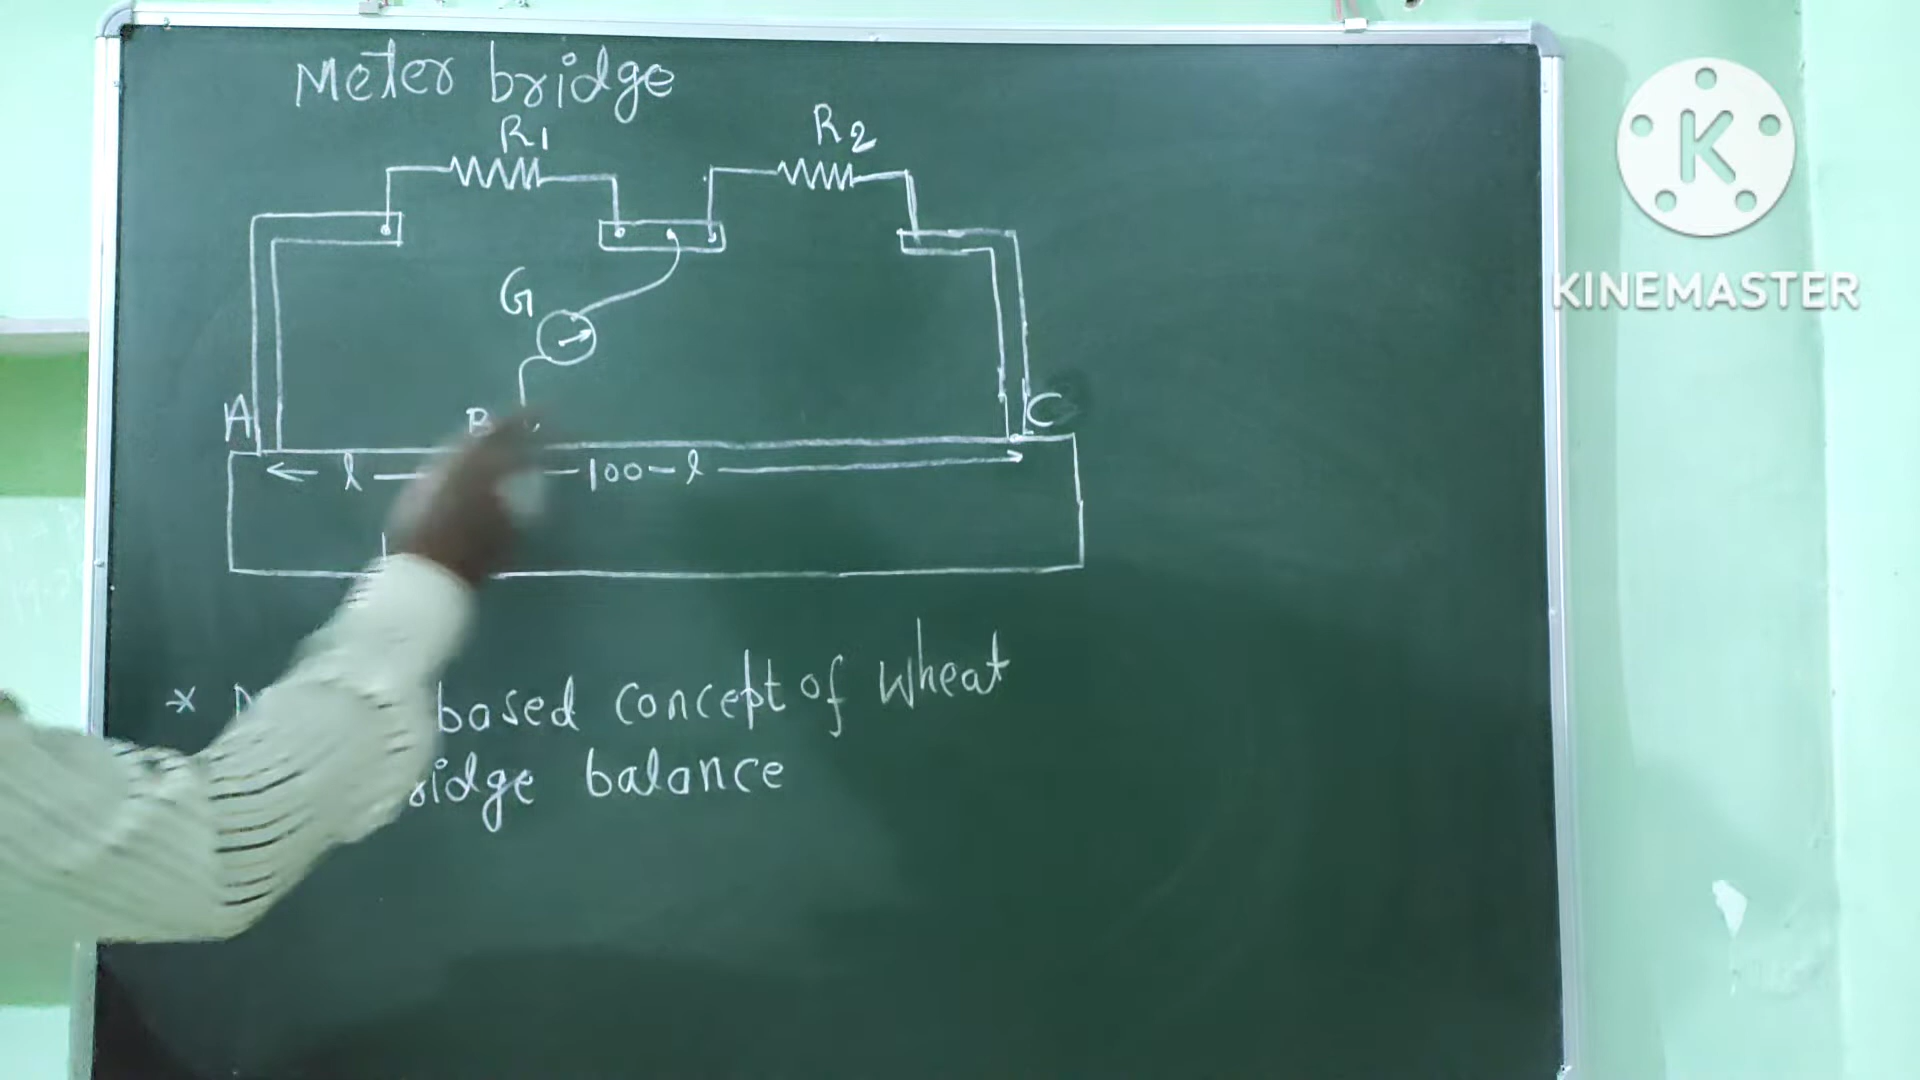 Meter bridge
R1
R2
G
A
B
C
l
100-l
* based concept of wheat
ridge balance
K
KINEMASTER